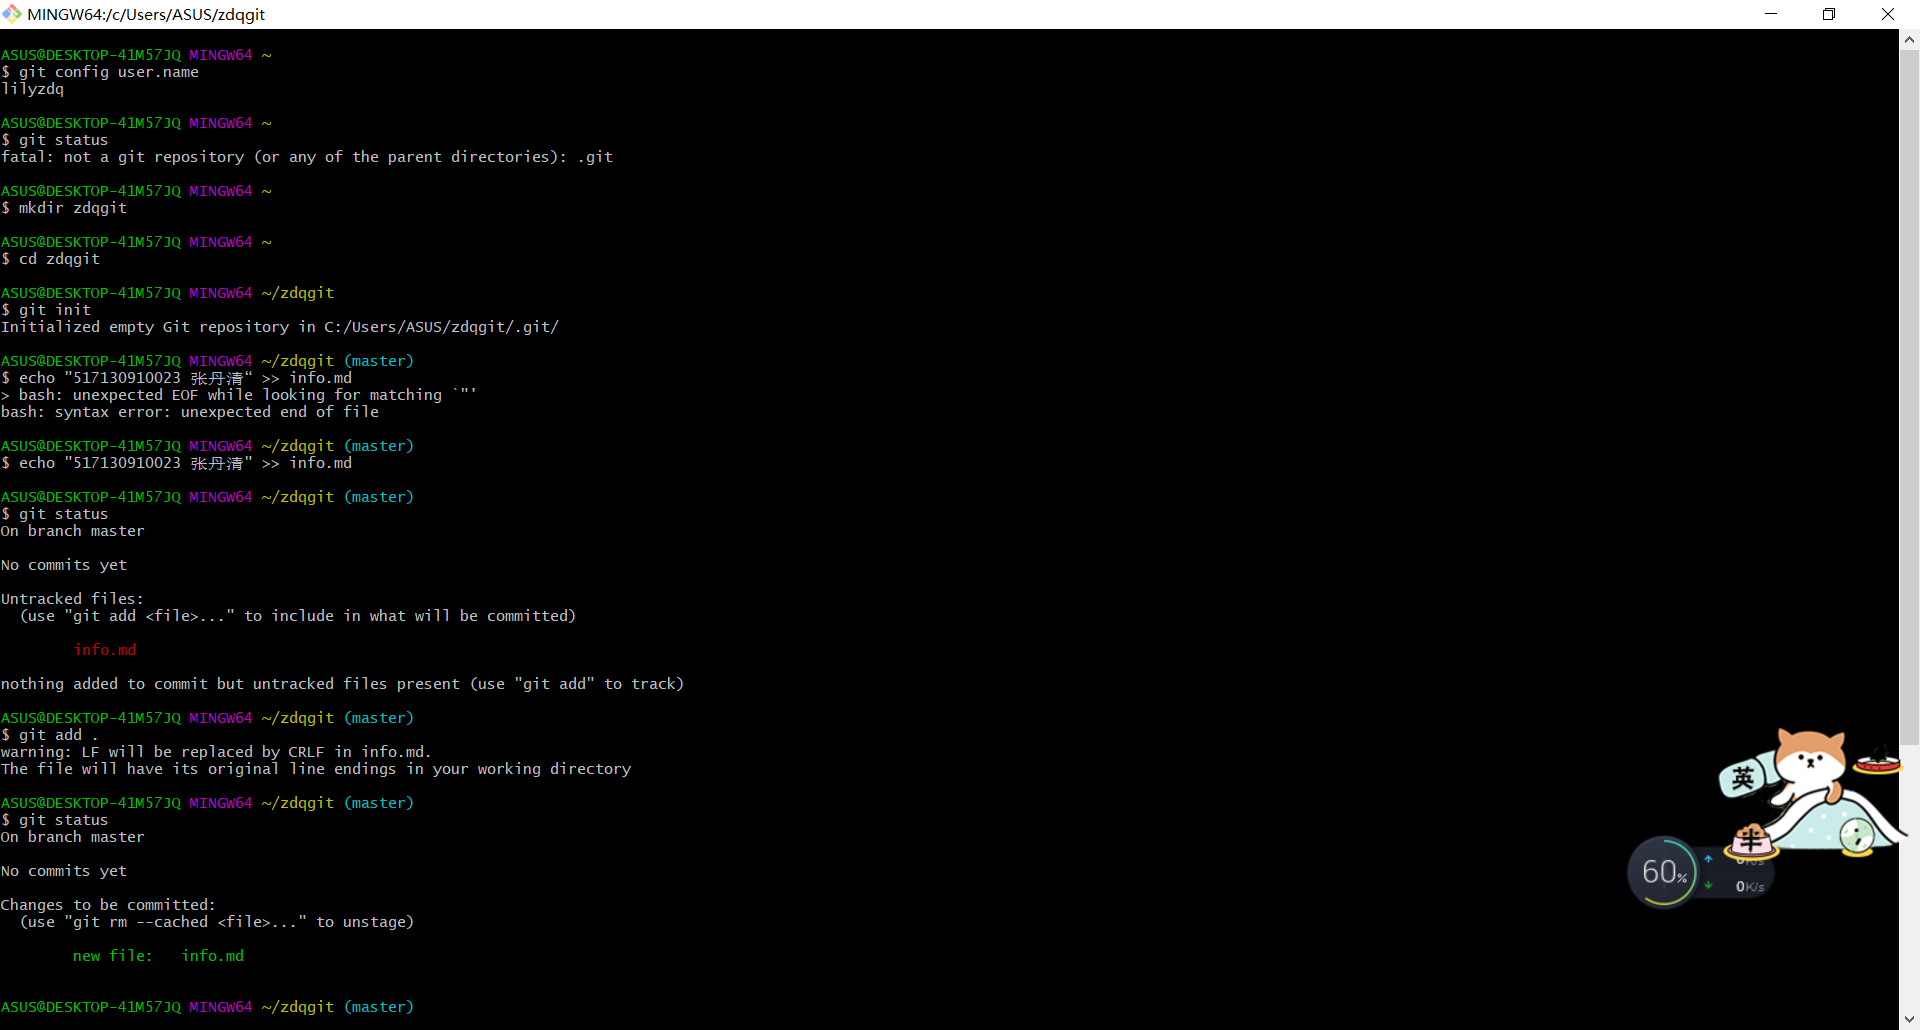 MINGW64:/c/Users/ASUS/zdqgit
ASUS@DESKTOP-41M57JQ MINGW64 ~
$ git config user.name
lilyzdq
ASUS@DESKTOP-41M57JQ MINGW64 ~
$ git status
fatal: not a git repository (or any of the parent directories): .git
ASUS@DESKTOP-41M57JQ MINGW64 ~
$ mkdir zdqgit
ASUS@DESKTOP-41M57JQ MINGW64 ~
$ cd zdqgit
ASUS@DESKTOP-41M57JQ MINGW64 ~/zdqgit
$ git init
Initialized empty Git repository in C:/Users/ASUS/zdqgit/.git/
ASUS@DESKTOP-41M57JQ MINGW64 ~/zdqgit (master)
$ echo "517130910023 张丹清“ >> info.md
> bash: unexpected EOF while looking for matching `"'
bash: syntax error: unexpected end of file
ASUS@DESKTOP-41M57JQ MINGW64 ~/zdqgit (master)
$ echo "517130910023 张丹清" >> info.md
ASUS@DESKTOP-41M57JQ MINGW64 ~/zdqgit (master)
$ git status
On branch master
No commits yet
Untracked files:
(use "git add <file>..." to include in what will be committed)
info.md
nothing added to commit but untracked files present (use "git add" to track)
ASUS@DESKTOP-41M57JQ MINGW64 ~/zdqgit (master)
$ git add .
warning: LF will be replaced by CRLF in info.md.
The file will have its original line endings in your working directory
ASUS@DESKTOP-41M57JQ MINGW64 ~/zdqgit (master)
$ git status
On branch master
No commits yet
Changes to be committed:
(use "git rm --cached <file>..." to unstage)
new file:   info.md
ASUS@DESKTOP-41M57JQ MINGW64 ~/zdqgit (master)
英
半
60%
0K/s